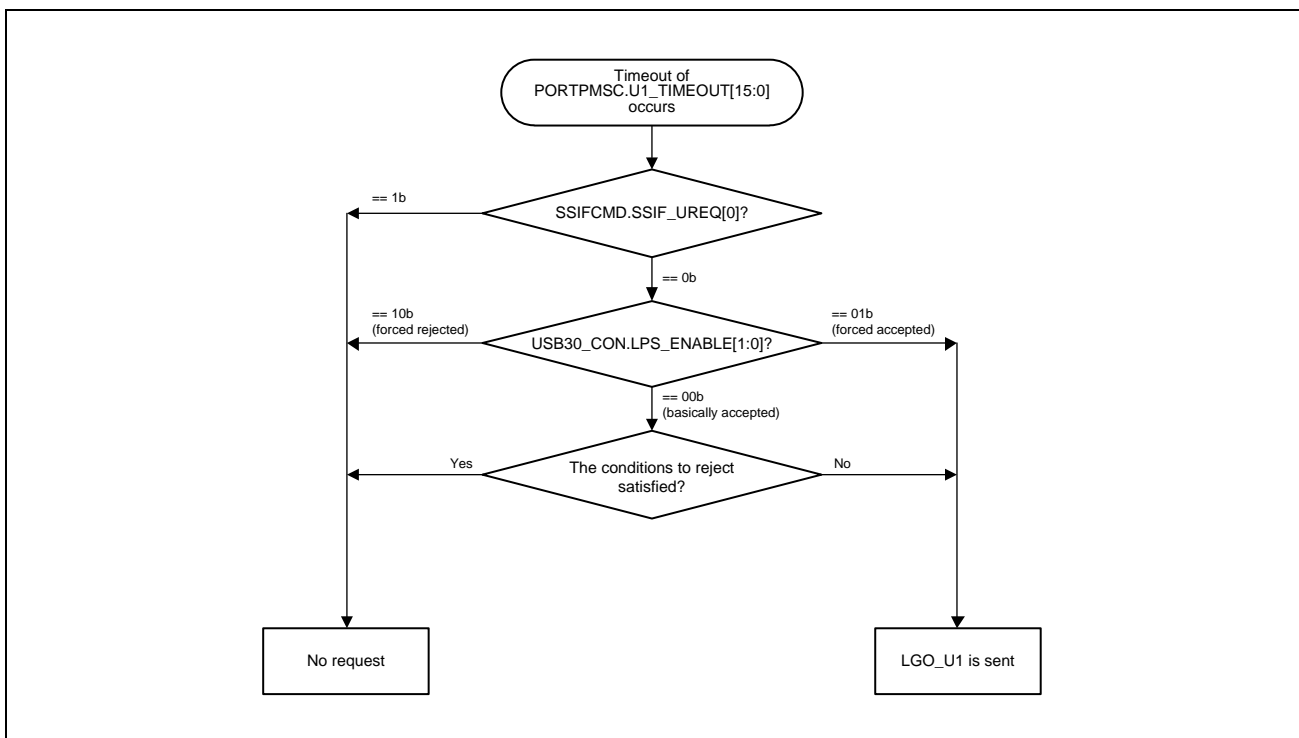 Timeout of
PORTPMSC.U1_TIMEOUT[15:0]
occurs
== 1b
SSIFCMD.SSIF_UREQ[0]?
== 0b
== 10b
(forced rejected)
== 01b
(forced accepted)
USB30_CON.LPS_ENABLE[1:0]?
== 00b
(basically accepted)
Yes
The conditions to reject
satisfied?
No
No request
LGO_U1 is sent